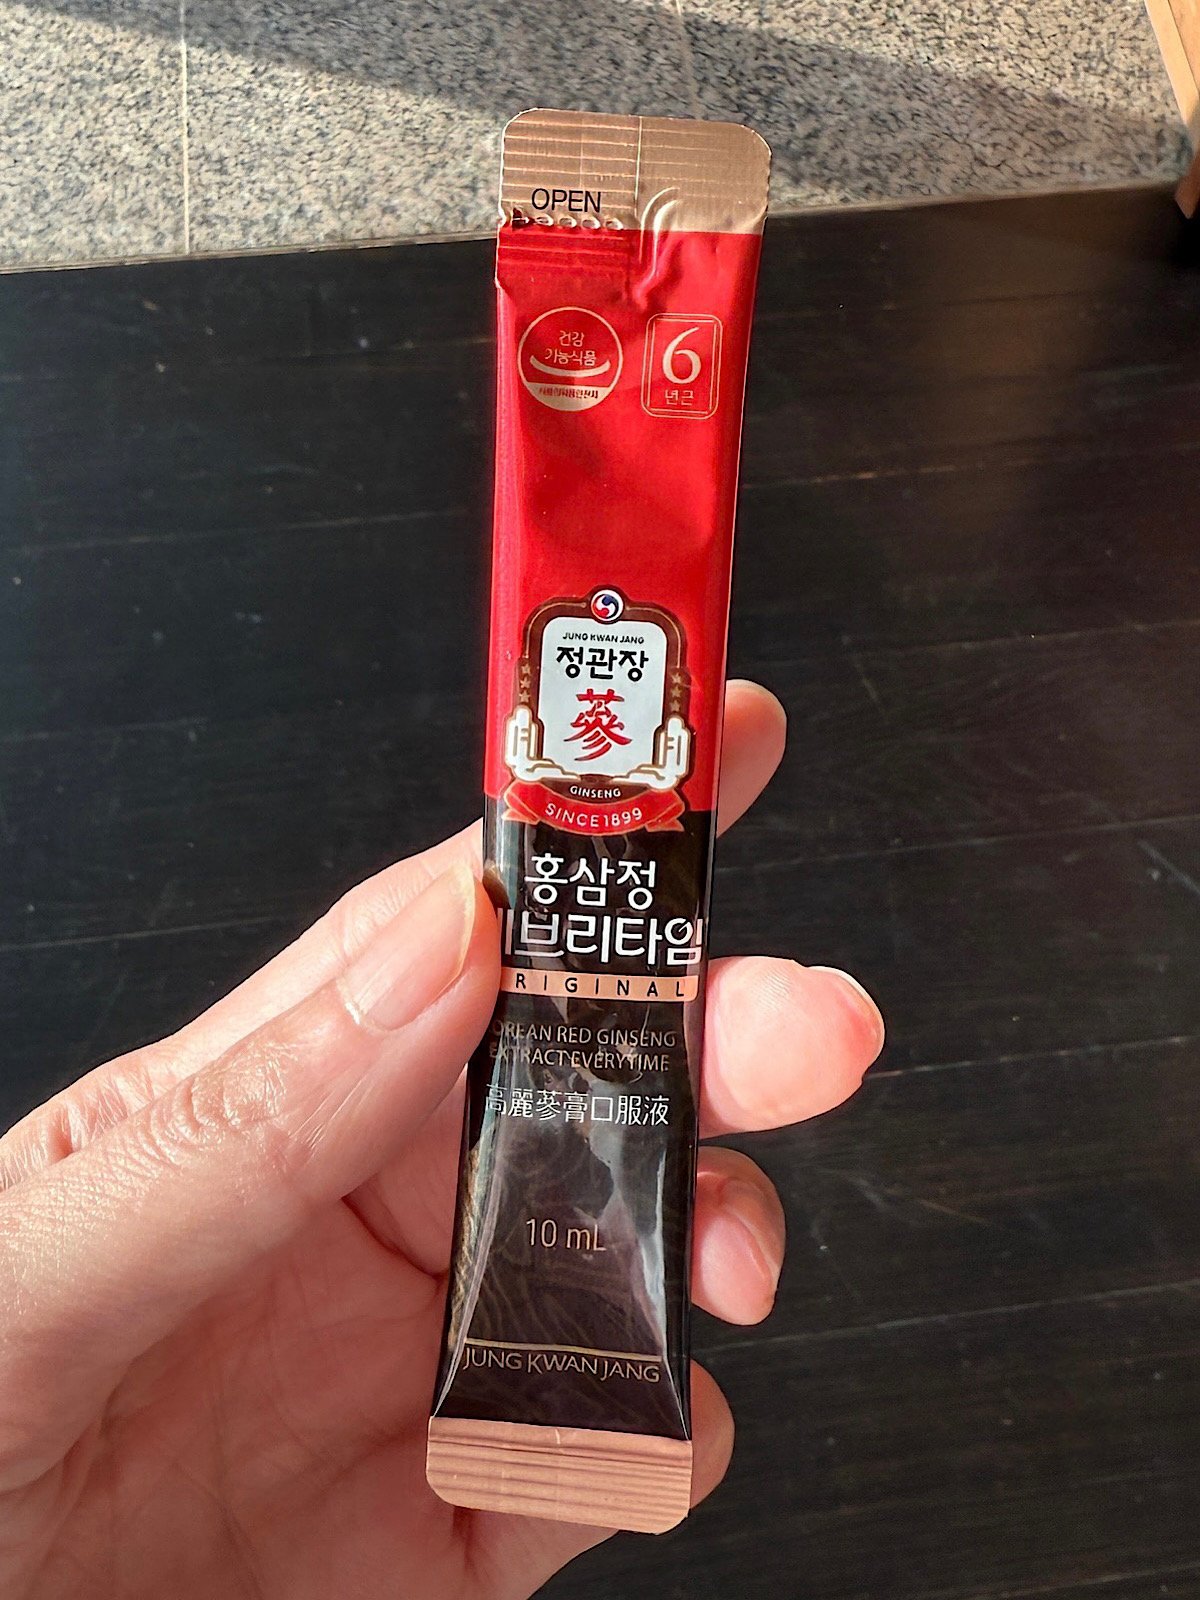 OPEN
건강
기능식품
6
년근
JUNG KWAN JANG
정관장
蔘
GINSENG
SINCE 1899
홍삼정
브리타임
RIGINAL
OREAN RED GINSENG
EXTRACT EVERYTIME
高麗蔘膏口服液
10 mL
JUNG KWAN JANG